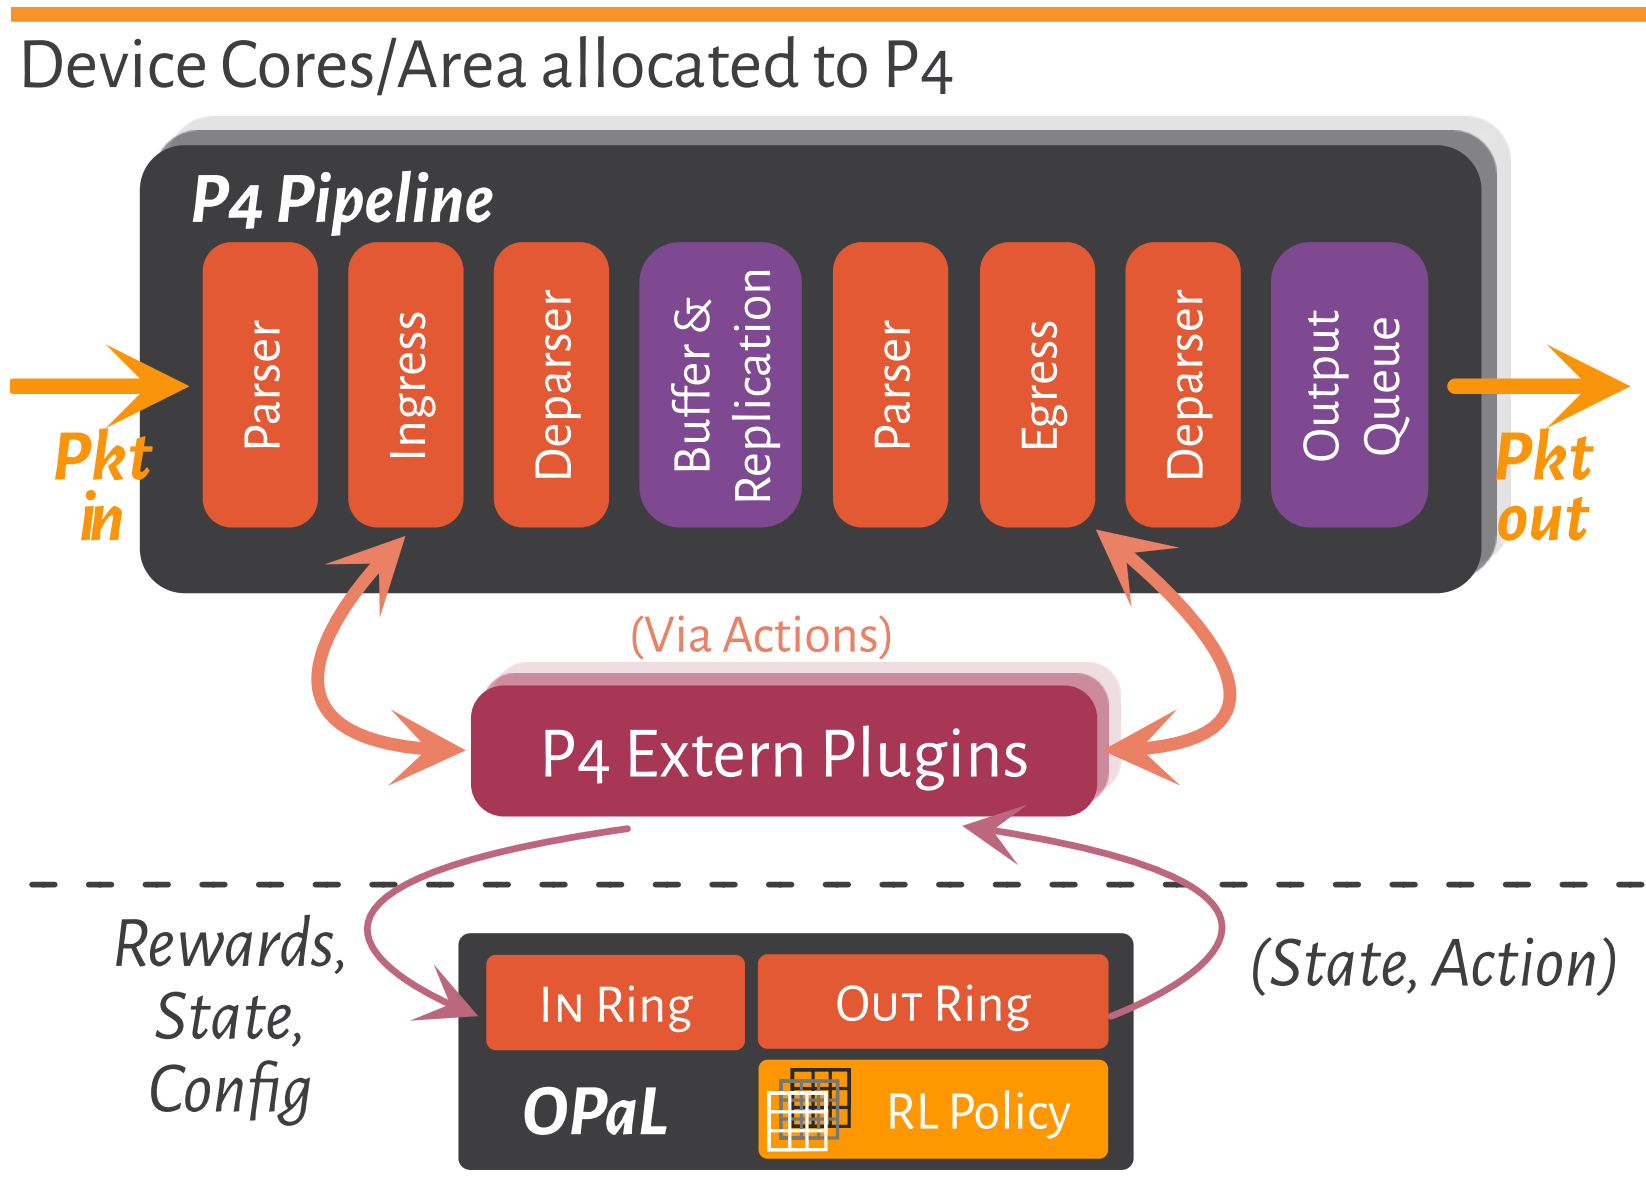 Device Cores/Area allocated to P4
P4 Pipeline
Parser
Ingress
Deparser
Buffer &
Replication
Parser
Egress
Deparser
Output
Queue
Pkt
in
Pkt
out
(Via Actions)
P4 Extern Plugins
Rewards,
State,
Config
(State, Action)
IN Ring
OUT Ring
OPaL
RL Policy